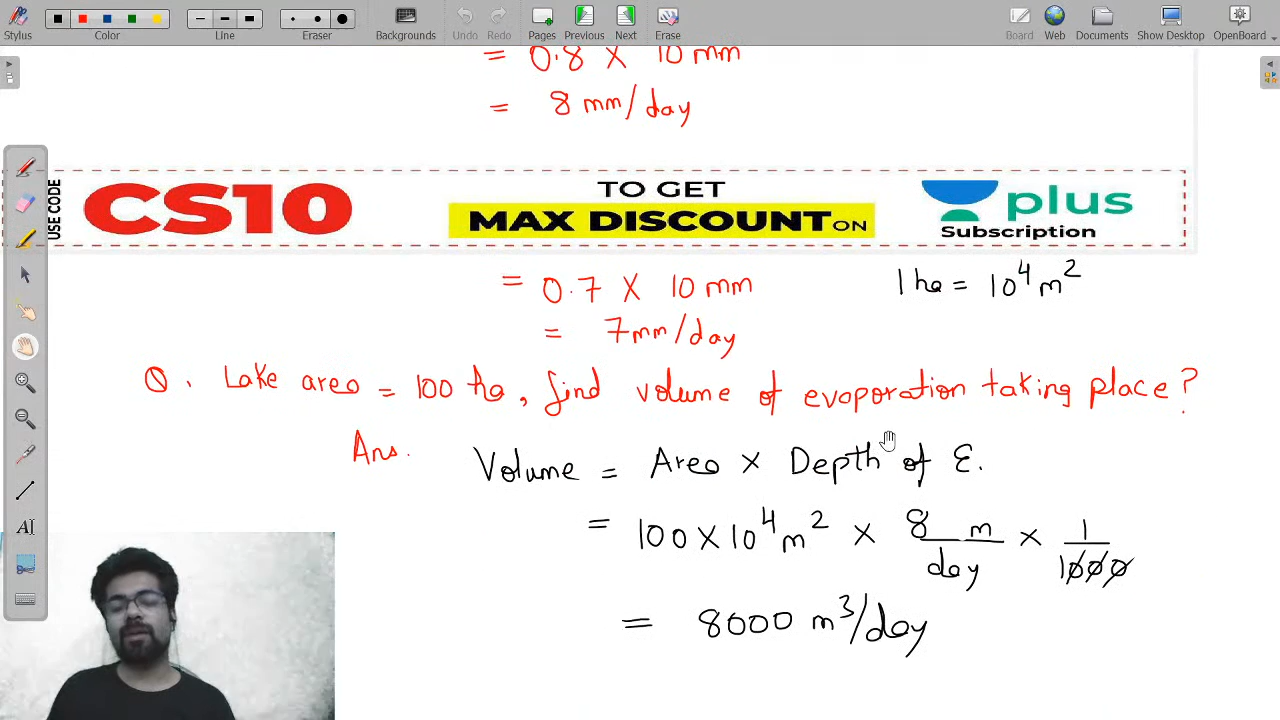 Stylus Color Line Eraser Backgrounds Undo Redo Pages Previous Next Erase Board Web Documents Show Desktop OpenBoard
= 0.8 X 10 mm
= 8 mm/day
USE CODE
CS10
TO GET
MAX DISCOUNT ON
plus
Subscription
= 0.7 X 10 mm
1 ha = 10⁴ m²
= 7mm/day
Q. Lake area = 100 ha, find volume of evaporation taking place?
Ans. Volume = Area × Depth of E.
= 100 × 10⁴ m² × 8 m/day × 1/1000
= 8000 m³/day
AI